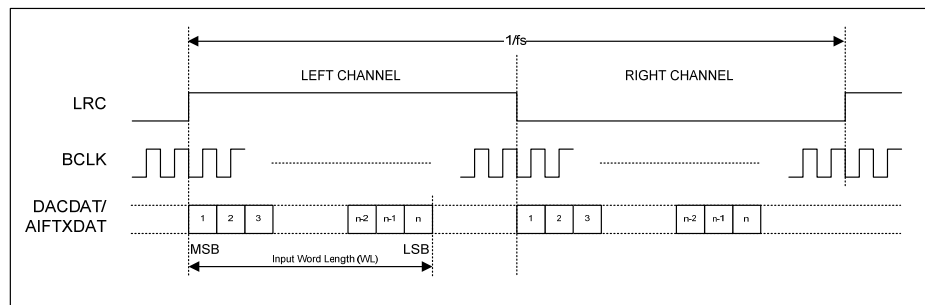 1/fs
LEFT CHANNEL RIGHT CHANNEL
LRC
BCLK
DACDAT/
AIFTXDAT
1 2 3 n-2 n-1 n 1 2 3 n-2 n-1 n
MSB LSB
Input Word Length (WL)